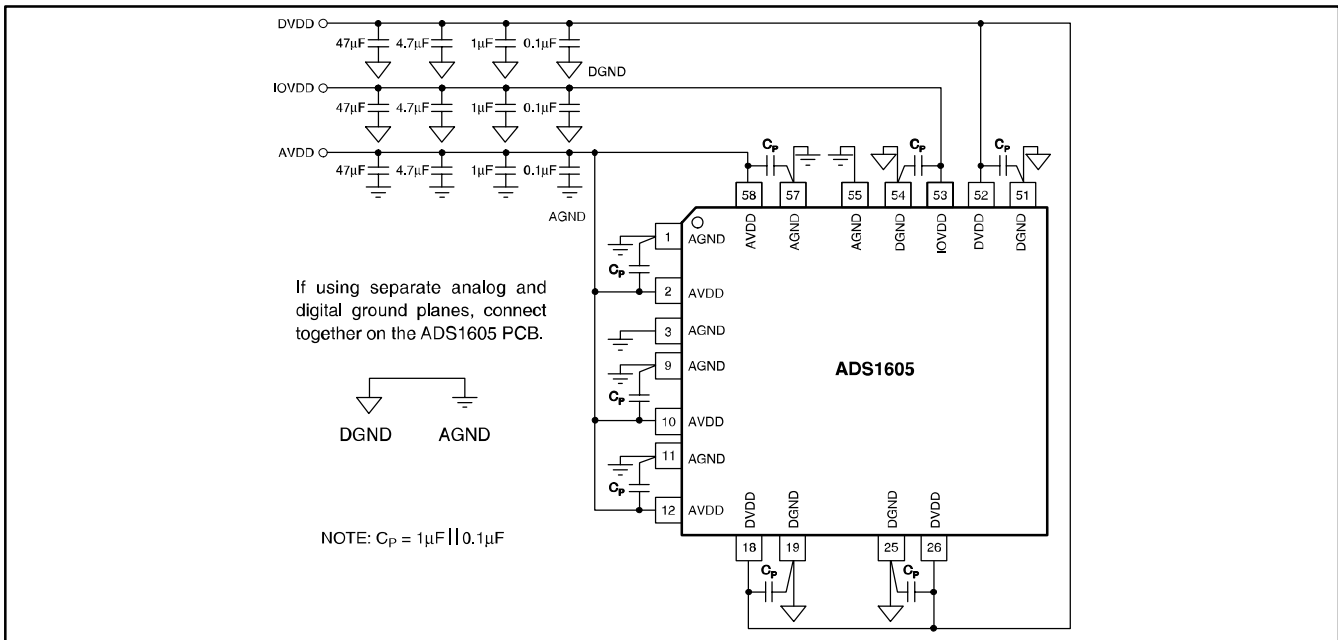 DVDD
47µF 4.7µF 1µF 0.1µF
DGND
IOVDD
47µF 4.7µF 1µF 0.1µF
AVDD
47µF 4.7µF 1µF 0.1µF
AGND
CP CP CP
58 57 55 54 53 52 51
AVDD AGND AGND DGND IOVDD DVDD DGND
1 AGND
CP
2 AVDD
3 AGND
9 AGND
CP
10 AVDD
11 AGND
CP
12 AVDD
If using separate analog and
digital ground planes, connect
together on the ADS1605 PCB.
DGND AGND
NOTE: CP = 1µF || 0.1µF
ADS1605
DVDD DGND DGND DVDD
18 19 25 26
CP CP